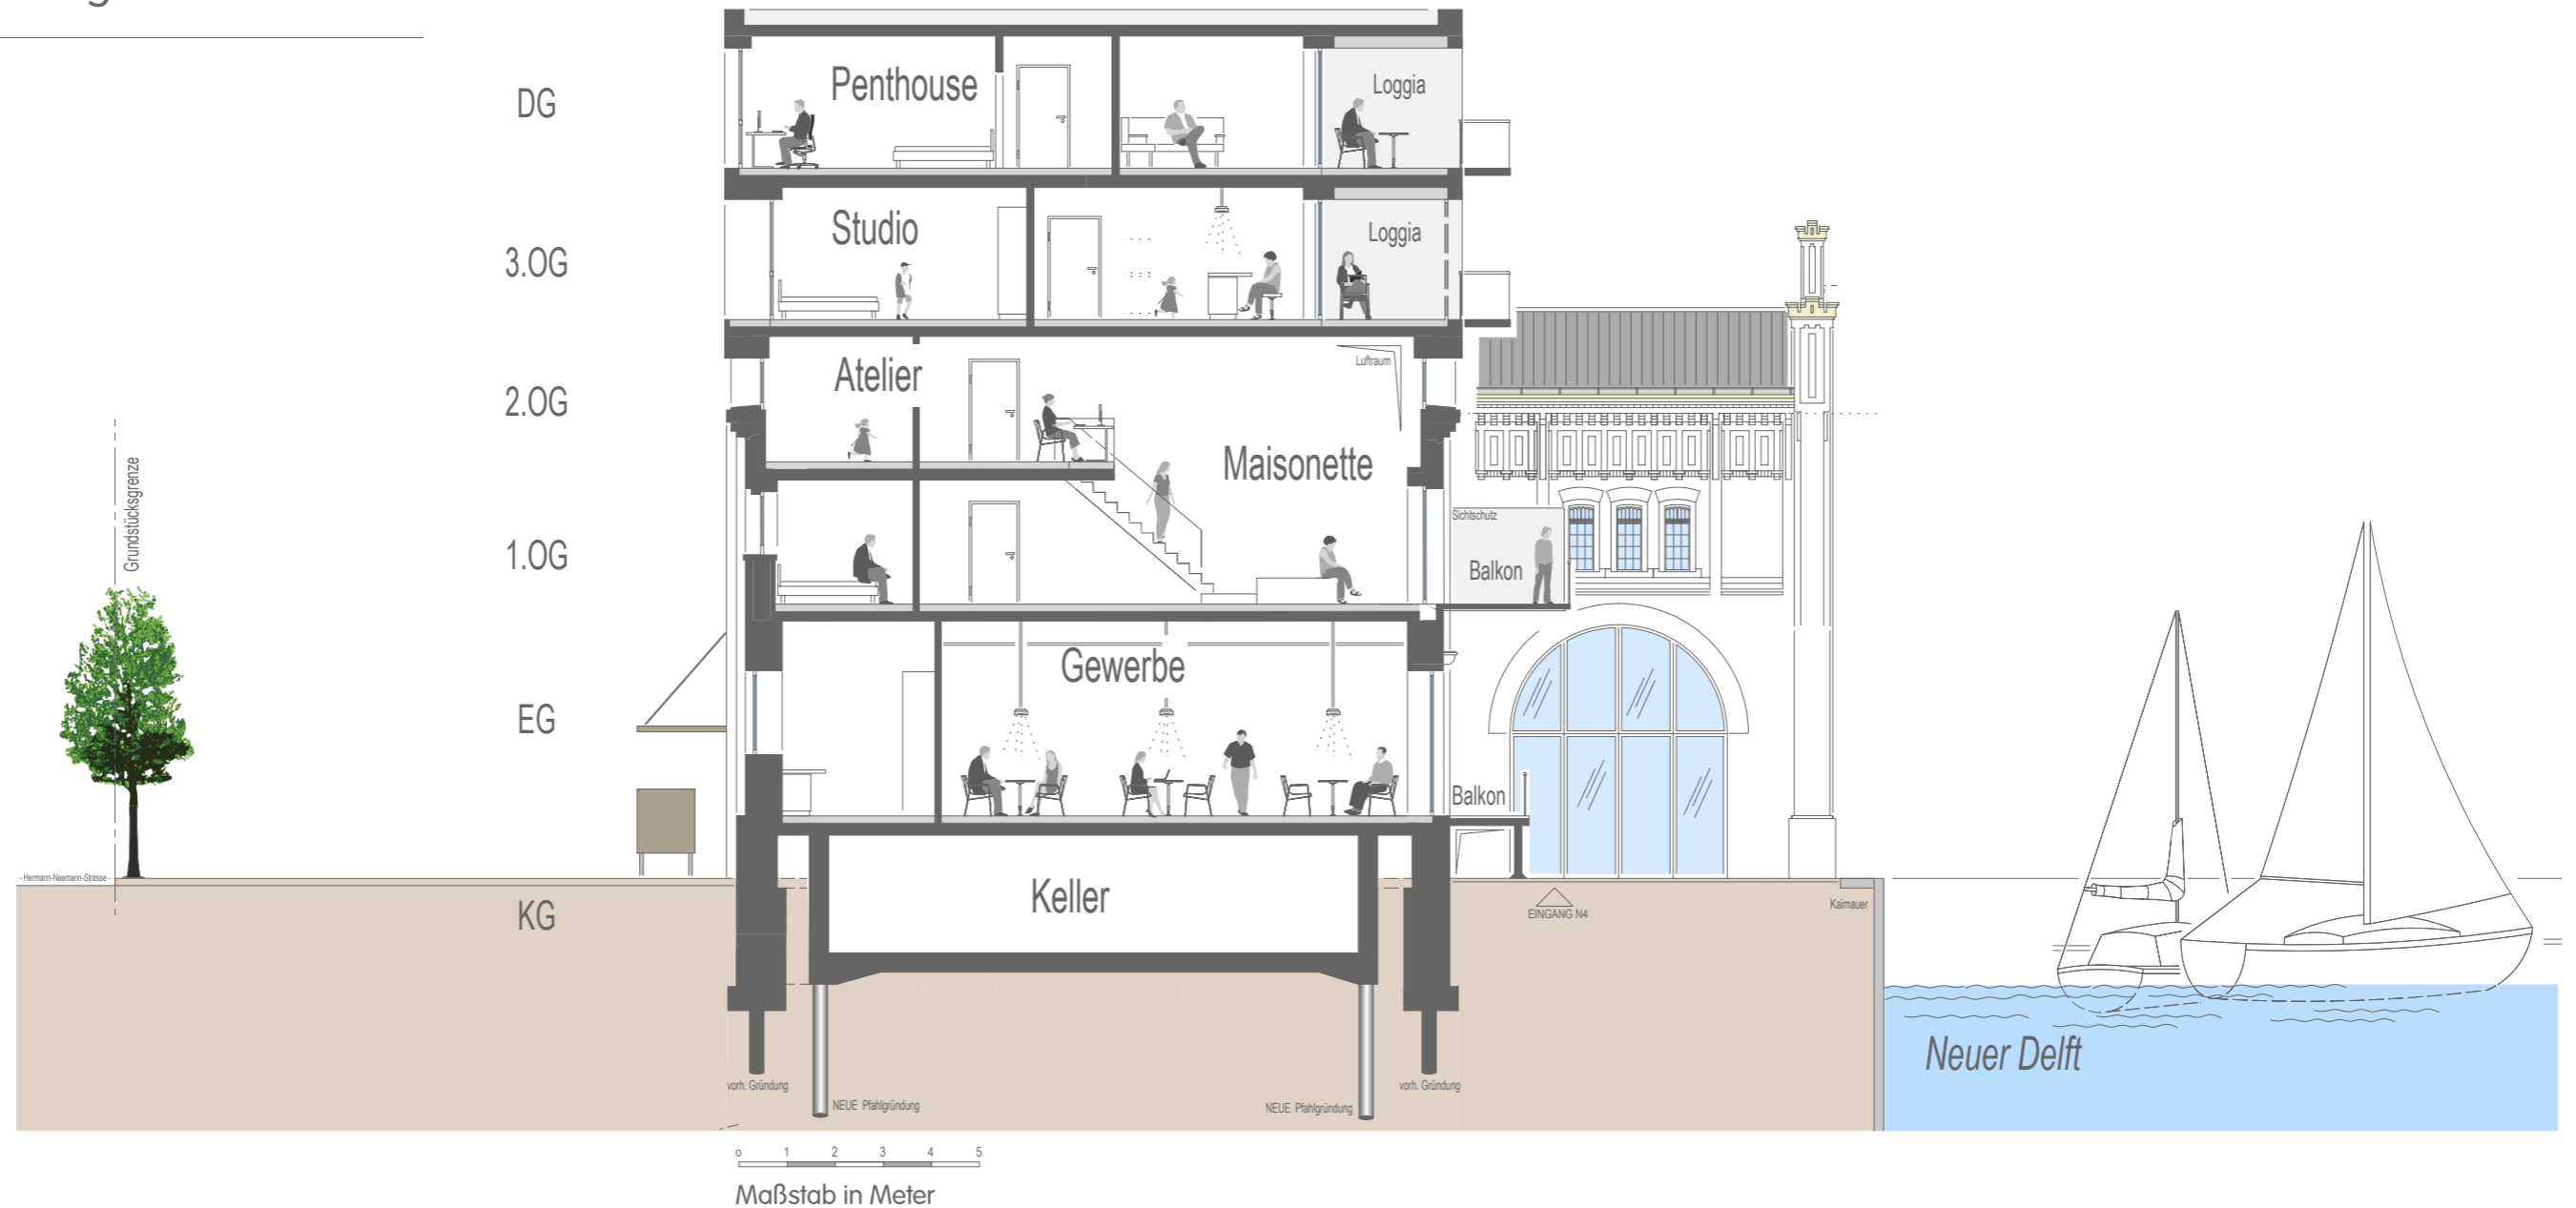 DG
Penthouse
Loggia
3.OG
Studio
Loggia
2.OG
Atelier
Luftraum
Maisonette
Grundstücksgrenze
1.OG
Sichtschutz
Balkon
EG
Gewerbe
Balkon
- Hermann-Neemann-Strasse -
KG
Keller
EINGANG N4
Kaimauer
Neuer Delft
vorh. Gründung
NEUE Pfahlgründung
NEUE Pfahlgründung
vorh. Gründung
0 1 2 3 4 5
Maßstab in Meter